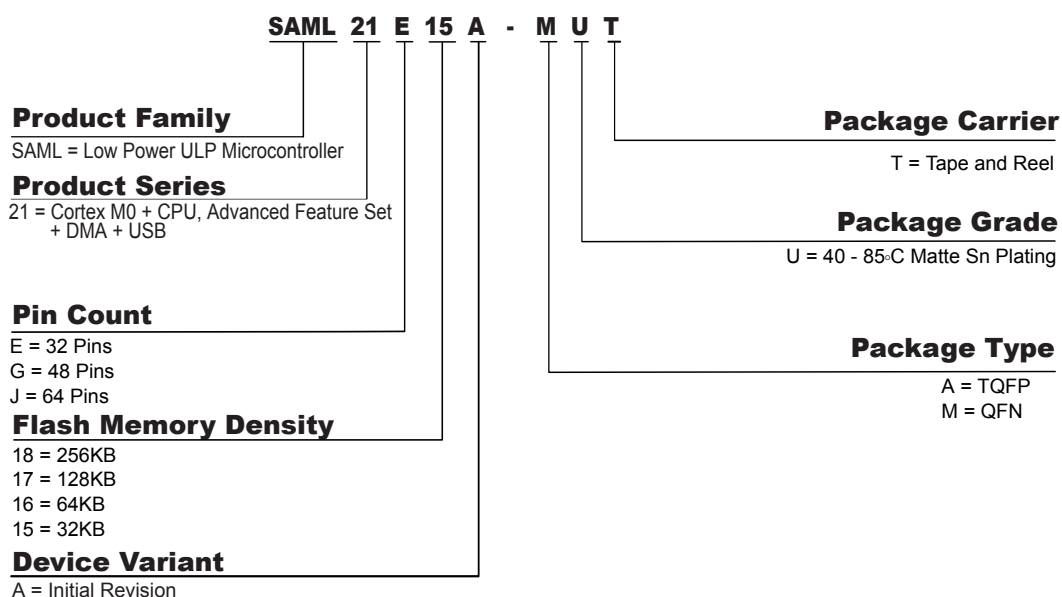 SAML 21 E 15 A - M U T
Product Family
SAML = Low Power ULP Microcontroller
Product Series
21 = Cortex M0 + CPU, Advanced Feature Set
+ DMA + USB
Pin Count
E = 32 Pins
G = 48 Pins
J = 64 Pins
Flash Memory Density
18 = 256KB
17 = 128KB
16 = 64KB
15 = 32KB
Device Variant
A = Initial Revision
Package Carrier
T = Tape and Reel
Package Grade
U = 40 - 85◦C Matte Sn Plating
Package Type
A = TQFP
M = QFN